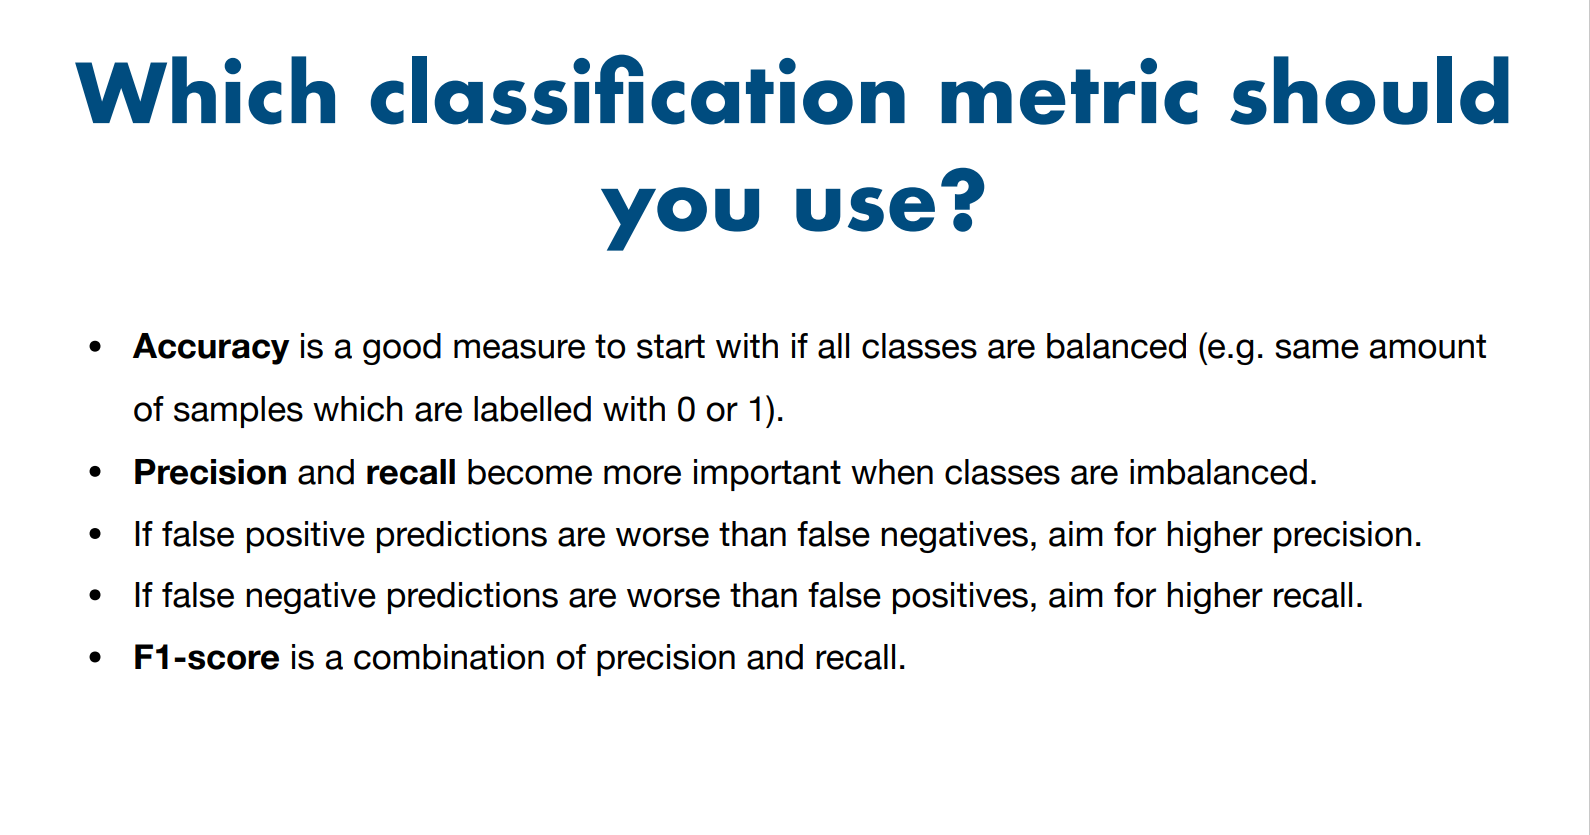 Which classification metric should
you use?
• Accuracy is a good measure to start with if all classes are balanced (e.g. same amount
of samples which are labelled with 0 or 1).
• Precision and recall become more important when classes are imbalanced.
• If false positive predictions are worse than false negatives, aim for higher precision.
• If false negative predictions are worse than false positives, aim for higher recall.
• F1-score is a combination of precision and recall.